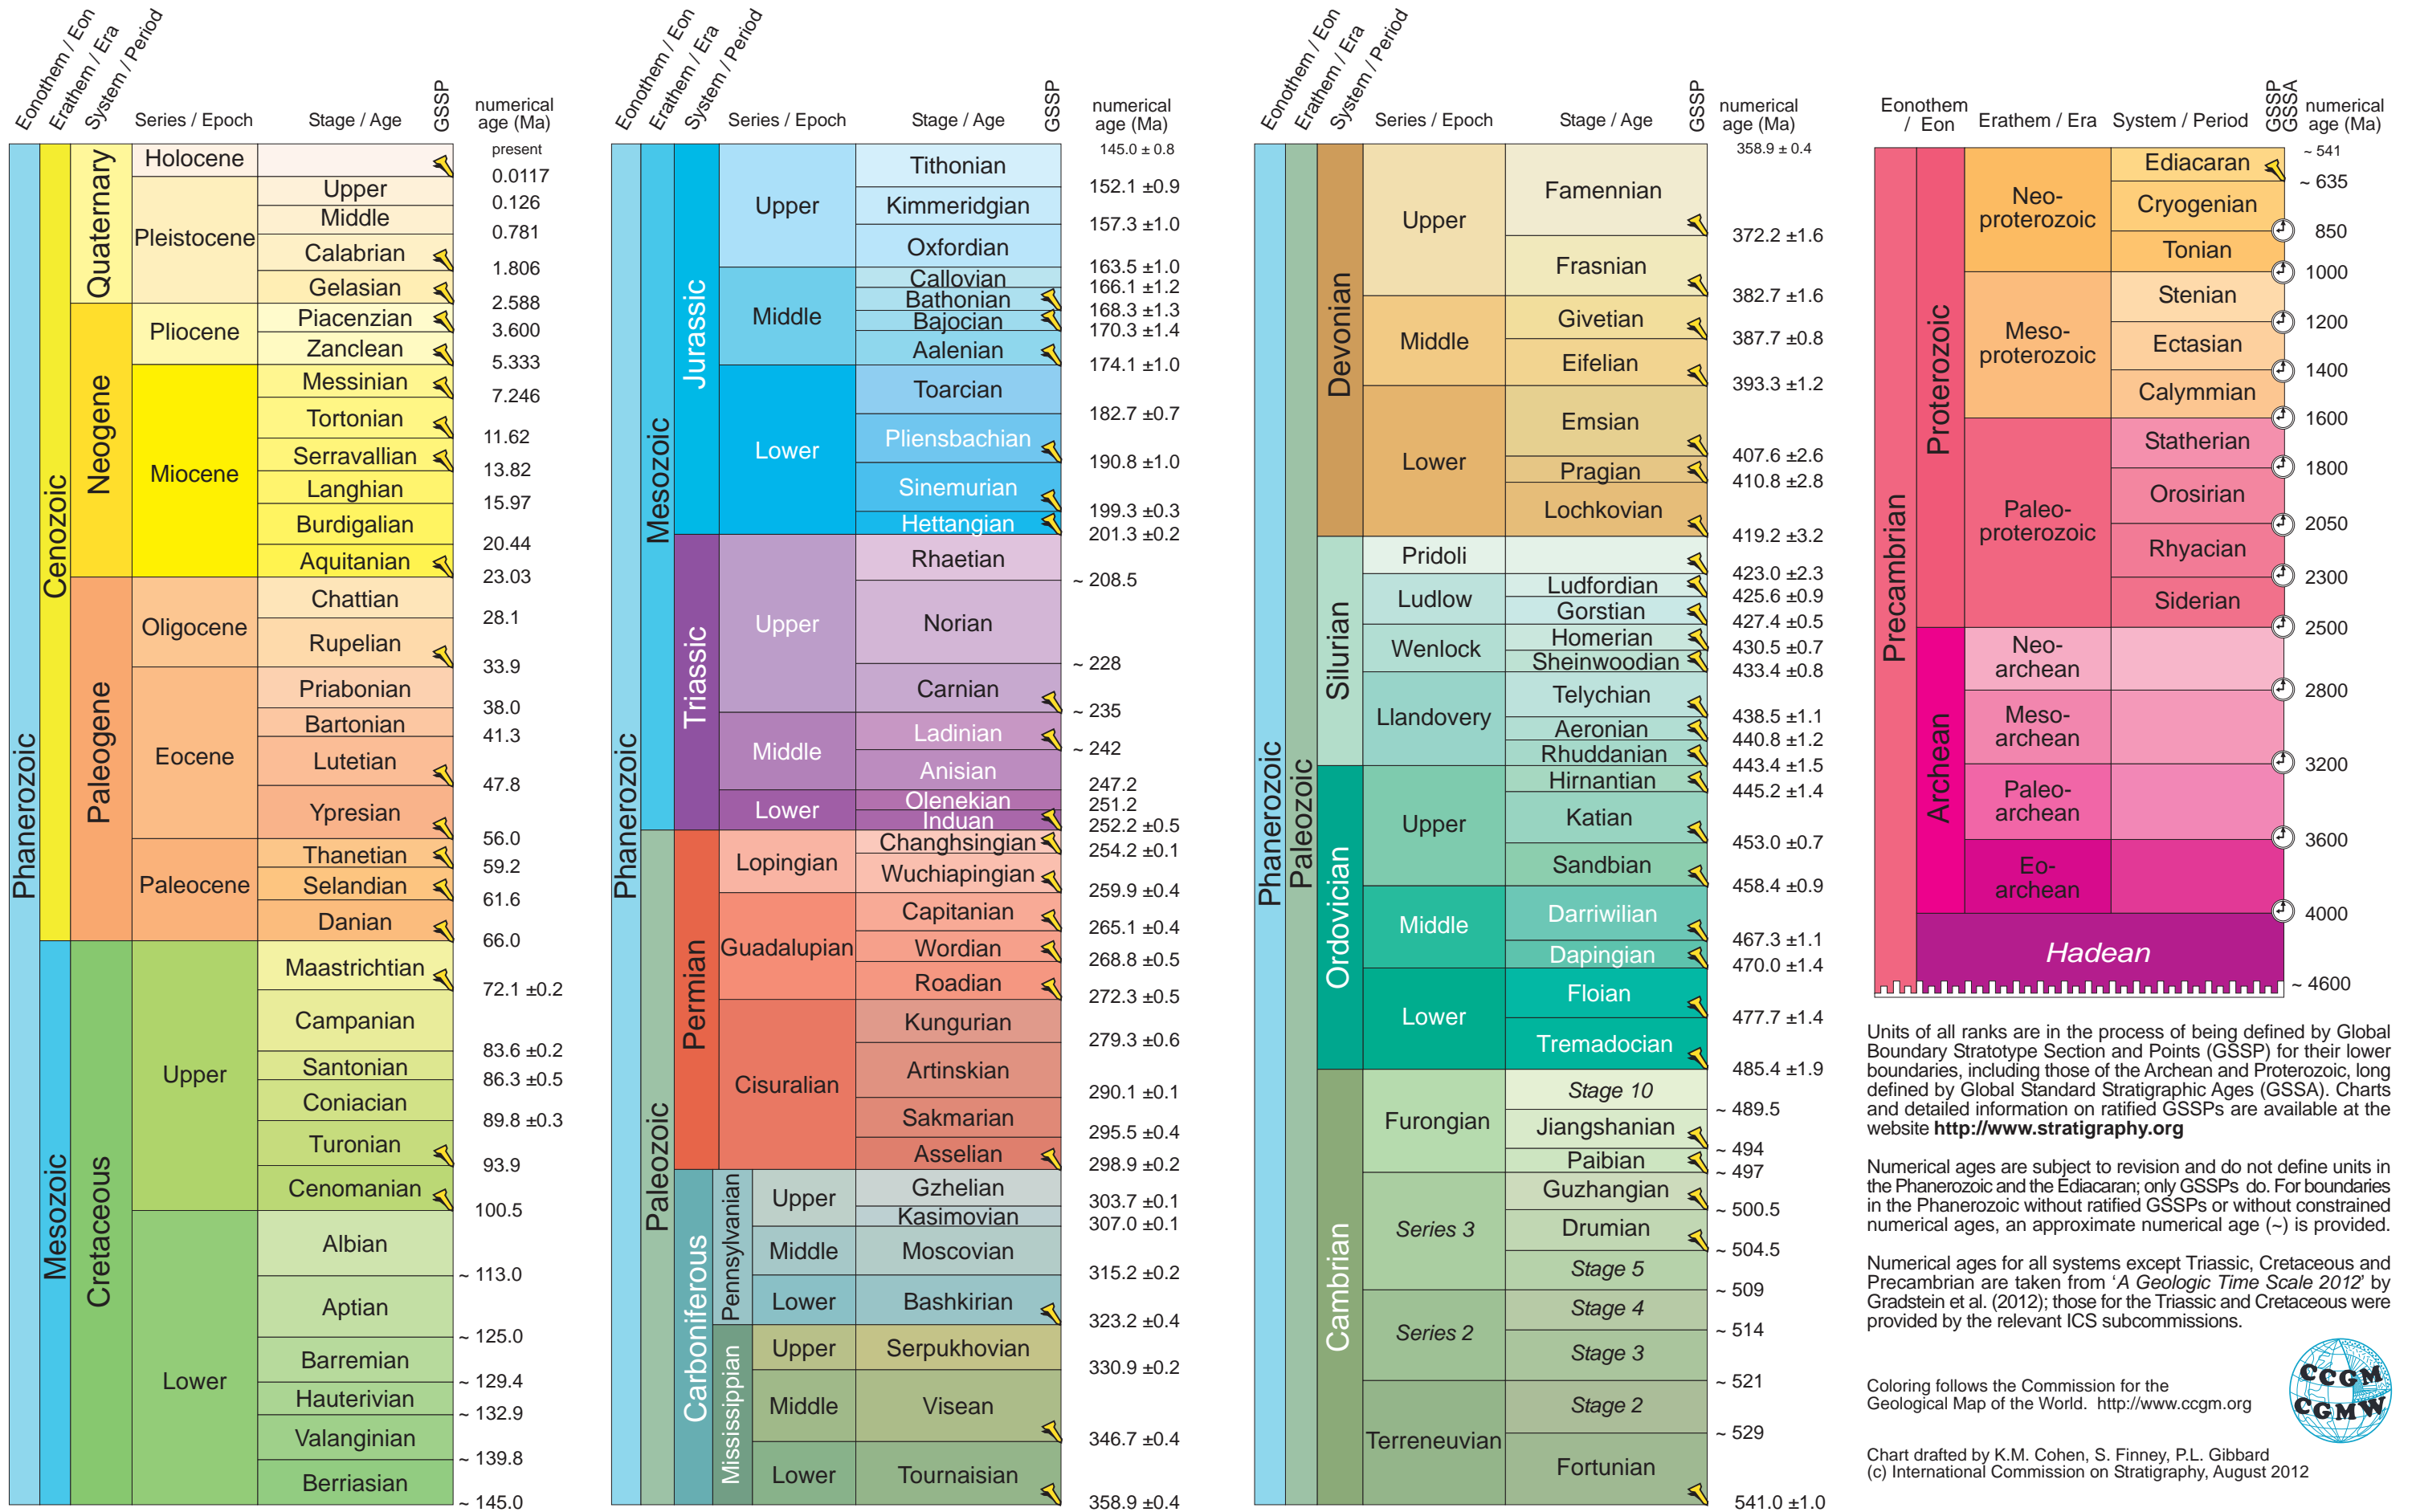 Eonothem / Eon
Erathem / Era
System / Period
Series / Epoch
Stage / Age
GSSP
numerical
age (Ma)
Phanerozoic
Cenozoic
Quaternary
Holocene
present
0.0117
Pleistocene
Upper
0.126
Middle
0.781
Calabrian
1.806
Gelasian
2.588
Neogene
Pliocene
Piacenzian
3.600
Zanclean
5.333
Miocene
Messinian
7.246
Tortonian
11.62
Serravallian
13.82
Langhian
15.97
Burdigalian
20.44
Aquitanian
23.03
Paleogene
Oligocene
Chattian
28.1
Rupelian
33.9
Eocene
Priabonian
38.0
Bartonian
41.3
Lutetian
47.8
Ypresian
56.0
Paleocene
Thanetian
59.2
Selandian
61.6
Danian
66.0
Mesozoic
Cretaceous
Upper
Maastrichtian
72.1 ±0.2
Campanian
83.6 ±0.2
Santonian
86.3 ±0.5
Coniacian
89.8 ±0.3
Turonian
93.9
Cenomanian
100.5
Lower
Albian
~ 113.0
Aptian
~ 125.0
Barremian
~ 129.4
Hauterivian
~ 132.9
Valanginian
~ 139.8
Berriasian
~ 145.0
Eonothem / Eon
Erathem / Era
System / Period
Series / Epoch
Stage / Age
GSSP
numerical
age (Ma)
145.0 ± 0.8
Phanerozoic
Mesozoic
Jurassic
Upper
Tithonian
152.1 ±0.9
Kimmeridgian
157.3 ±1.0
Oxfordian
163.5 ±1.0
Middle
Callovian
166.1 ±1.2
Bathonian
168.3 ±1.3
Bajocian
170.3 ±1.4
Aalenian
174.1 ±1.0
Lower
Toarcian
182.7 ±0.7
Pliensbachian
190.8 ±1.0
Sinemurian
199.3 ±0.3
Hettangian
201.3 ±0.2
Triassic
Upper
Rhaetian
~ 208.5
Norian
~ 228
Carnian
~ 235
Middle
Ladinian
~ 242
Anisian
247.2
Lower
Olenekian
251.2
Induan
252.2 ±0.5
Paleozoic
Permian
Lopingian
Changhsingian
254.2 ±0.1
Wuchiapingian
259.9 ±0.4
Guadalupian
Capitanian
265.1 ±0.4
Wordian
268.8 ±0.5
Roadian
272.3 ±0.5
Cisuralian
Kungurian
279.3 ±0.6
Artinskian
290.1 ±0.1
Sakmarian
295.5 ±0.4
Asselian
298.9 ±0.2
Carboniferous
Pennsylvanian
Upper
Gzhelian
303.7 ±0.1
Kasimovian
307.0 ±0.1
Middle
Moscovian
315.2 ±0.2
Lower
Bashkirian
323.2 ±0.4
Mississippian
Upper
Serpukhovian
330.9 ±0.2
Middle
Visean
346.7 ±0.4
Lower
Tournaisian
358.9 ±0.4
Eonothem / Eon
Erathem / Era
System / Period
Series / Epoch
Stage / Age
GSSP
numerical
age (Ma)
358.9 ± 0.4
Phanerozoic
Paleozoic
Devonian
Upper
Famennian
372.2 ±1.6
Frasnian
382.7 ±1.6
Middle
Givetian
387.7 ±0.8
Eifelian
393.3 ±1.2
Lower
Emsian
407.6 ±2.6
Pragian
410.8 ±2.8
Lochkovian
419.2 ±3.2
Silurian
Pridoli
423.0 ±2.3
Ludlow
Ludfordian
425.6 ±0.9
Gorstian
427.4 ±0.5
Wenlock
Homerian
430.5 ±0.7
Sheinwoodian
433.4 ±0.8
Llandovery
Telychian
438.5 ±1.1
Aeronian
440.8 ±1.2
Rhuddanian
443.4 ±1.5
Ordovician
Upper
Hirnantian
445.2 ±1.4
Katian
453.0 ±0.7
Sandbian
458.4 ±0.9
Middle
Darriwilian
467.3 ±1.1
Dapingian
470.0 ±1.4
Lower
Floian
477.7 ±1.4
Tremadocian
485.4 ±1.9
Cambrian
Furongian
Stage 10
~ 489.5
Jiangshanian
~ 494
Paibian
~ 497
Series 3
Guzhangian
~ 500.5
Drumian
~ 504.5
Stage 5
~ 509
Series 2
Stage 4
~ 514
Stage 3
~ 521
Terreneuvian
Stage 2
~ 529
Fortunian
541.0 ±1.0
Eonothem
/ Eon
Erathem / Era
System / Period
GSSP
GSSA
numerical
age (Ma)
~ 541
Precambrian
Proterozoic
Neo-
proterozoic
Ediacaran
~ 635
Cryogenian
850
Tonian
1000
Meso-
proterozoic
Stenian
1200
Ectasian
1400
Calymmian
1600
Paleo-
proterozoic
Statherian
1800
Orosirian
2050
Rhyacian
2300
Siderian
2500
Archean
Neo-
archean
2800
Meso-
archean
3200
Paleo-
archean
3600
Eo-
archean
4000
Hadean
~ 4600
Units of all ranks are in the process of being defined by Global
Boundary Stratotype Section and Points (GSSP) for their lower
boundaries, including those of the Archean and Proterozoic, long
defined by Global Standard Stratigraphic Ages (GSSA). Charts
and detailed information on ratified GSSPs are available at the
website http://www.stratigraphy.org
Numerical ages are subject to revision and do not define units in
the Phanerozoic and the Ediacaran; only GSSPs do. For boundaries
in the Phanerozoic without ratified GSSPs or without constrained
numerical ages, an approximate numerical age (~) is provided.
Numerical ages for all systems except Triassic, Cretaceous and
Precambrian are taken from ‘A Geologic Time Scale 2012’ by
Gradstein et al. (2012); those for the Triassic and Cretaceous were
provided by the relevant ICS subcommissions.
Coloring follows the Commission for the
Geological Map of the World. http://www.ccgm.org
CCGM
CGMW
Chart drafted by K.M. Cohen, S. Finney, P.L. Gibbard
(c) International Commission on Stratigraphy, August 2012